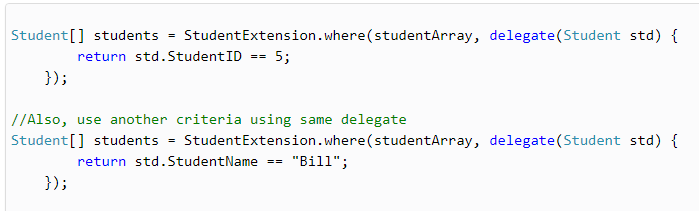 Student[] students = StudentExtension.where(studentArray, delegate(Student std) {
        return std.StudentID == 5;
    });
//Also, use another criteria using same delegate
Student[] students = StudentExtension.where(studentArray, delegate(Student std) {
        return std.StudentName == "Bill";
    });